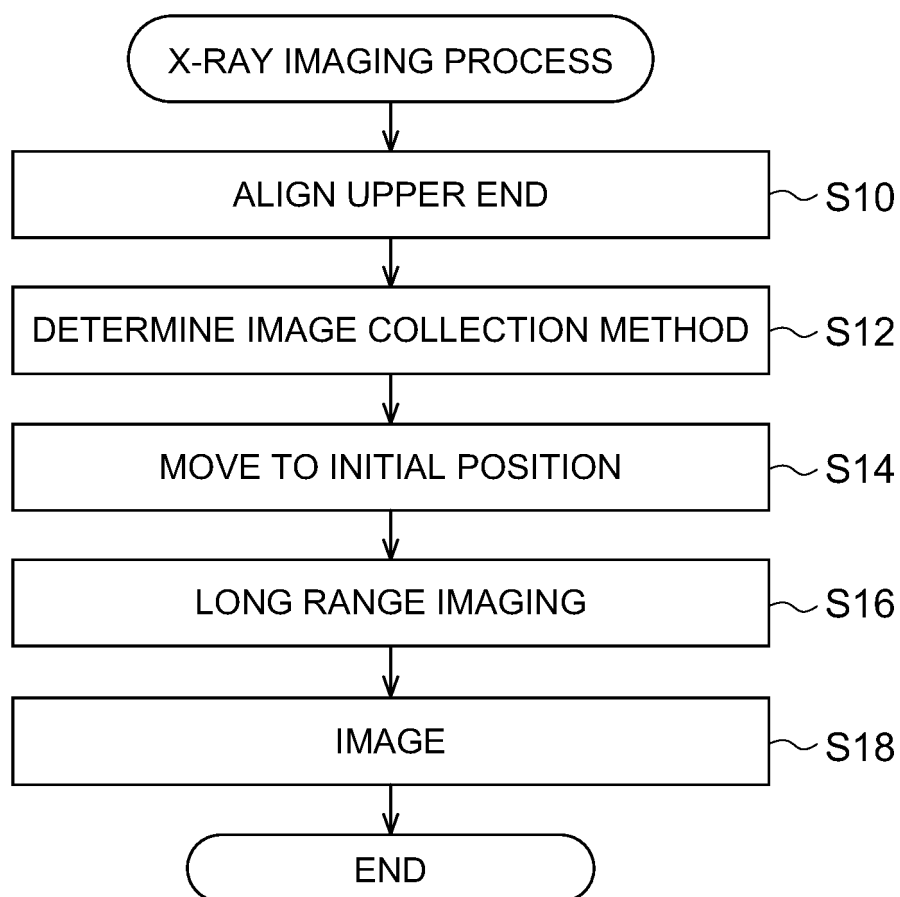 X-RAY IMAGING PROCESS
ALIGN UPPER END S10
DETERMINE IMAGE COLLECTION METHOD S12
MOVE TO INITIAL POSITION S14
LONG RANGE IMAGING S16
IMAGE S18
END